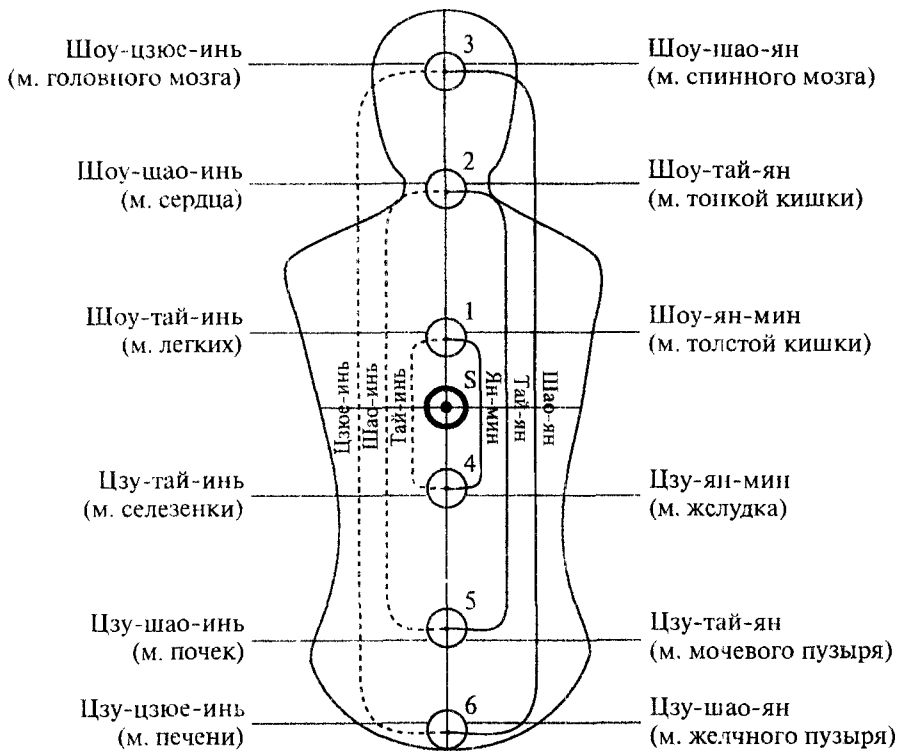 3
Шоу-цзюе-инь
(м. головного мозга)
Шоу-шао-ян
(м. спинного мозга)
2
Шоу-шао-инь
(м. сердца)
Шоу-тай-ян
(м. тонкой кишки)
1
Шоу-тай-инь
(м. легких)
Шоу-ян-мин
(м. толстой кишки)
S
Цзюе-инь
Шао-инь
Тай-инь
Ян-мин
Тай-ян
Шао-ян
4
Цзу-тай-инь
(м. селезенки)
Цзу-ян-мин
(м. желудка)
5
Цзу-шао-инь
(м. почек)
Цзу-тай-ян
(м. мочевого пузыря)
6
Цзу-цзюе-инь
(м. печени)
Цзу-шао-ян
(м. желчного пузыря)